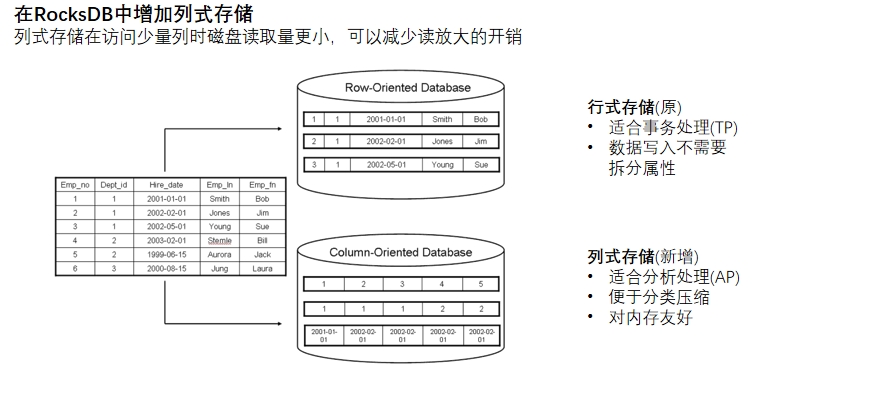 在RocksDB中增加列式存储
列式存储在访问少量列时磁盘读取量更小，可以减少读放大的开销
Row-Oriented Database
1 1 2001-01-01 Smith Bob
2 1 2002-02-01 Jones Jim
3 1 2002-05-01 Young Sue
行式存储(原)
• 适合事务处理(TP)
• 数据写入不需要
拆分属性
Emp_no Dept_id Hire_date Emp_ln Emp_fn
1 1 2001-01-01 Smith Bob
2 1 2002-02-01 Jones Jim
3 1 2002-05-01 Young Sue
4 2 2003-02-01 Stemle Bill
5 2 1999-06-15 Aurora Jack
6 3 2000-08-15 Jung Laura
Column-Oriented Database
1 2 3 4 5
1 1 1 2 2
2001-01- 2002-02- 2002-02- 2002-02- 2002-02-
01 01 01 01 01
列式存储(新增)
• 适合分析处理(AP)
• 便于分类压缩
• 对内存友好